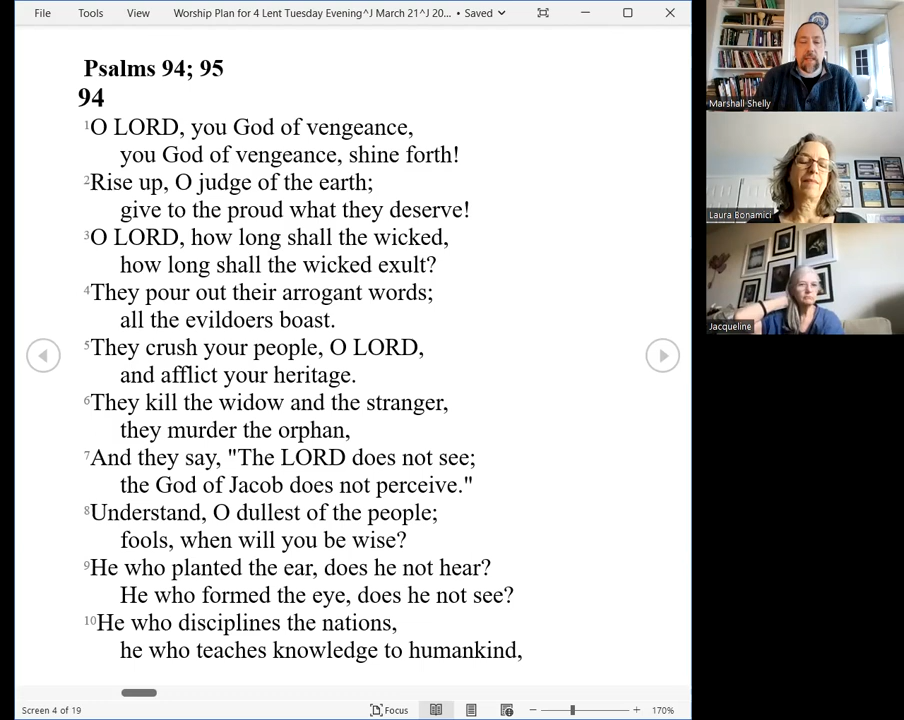 File Tools View Worship Plan for 4 Lent Tuesday Evening^J March 21^J 20... • Saved
Psalms 94; 95
94
1O LORD, you God of vengeance,
you God of vengeance, shine forth!
2Rise up, O judge of the earth;
give to the proud what they deserve!
3O LORD, how long shall the wicked,
how long shall the wicked exult?
4They pour out their arrogant words;
all the evildoers boast.
5They crush your people, O LORD,
and afflict your heritage.
6They kill the widow and the stranger,
they murder the orphan,
7And they say, "The LORD does not see;
the God of Jacob does not perceive."
8Understand, O dullest of the people;
fools, when will you be wise?
9He who planted the ear, does he not hear?
He who formed the eye, does he not see?
10He who disciplines the nations,
he who teaches knowledge to humankind,
Screen 4 of 19 Focus 170%
Marshall Shelly
Laura Bonamici
Jacqueline